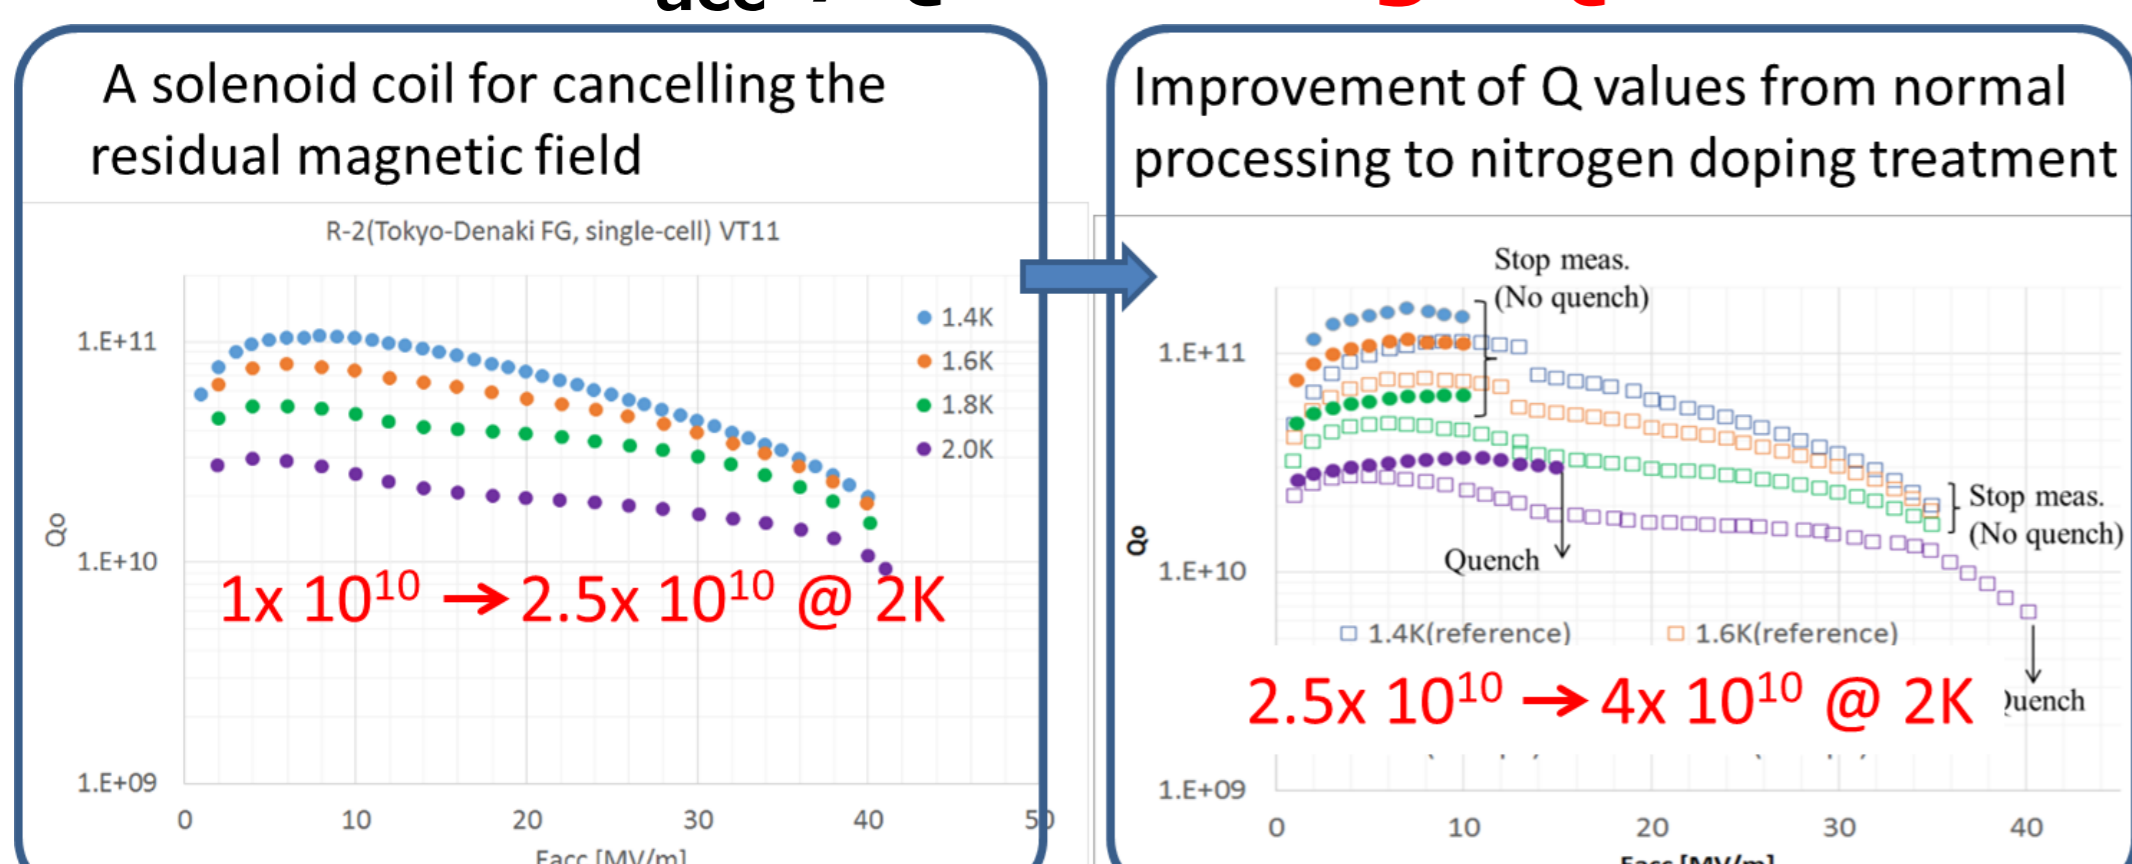 acc
A solenoid coil for cancelling the
residual magnetic field
R-2(Tokyo-Denaki FG, single-cell) VT11
1.4K
1.6K
1.8K
2.0K
1.E+11
1.E+10
1.E+09
Qo
1x 10¹⁰ → 2.5x 10¹⁰ @ 2K
0 10 20 30 40 50
Eacc [MV/m]
Improvement of Q values from normal
processing to nitrogen doping treatment
Stop meas.
(No quench)
1.E+11
1.E+10
1.E+09
Qo
Quench
Stop meas.
(No quench)
1.4K(reference) 1.6K(reference)
2.5x 10¹⁰ → 4x 10¹⁰ @ 2K
Quench
0 10 20 30 40
Eacc [MV/m]